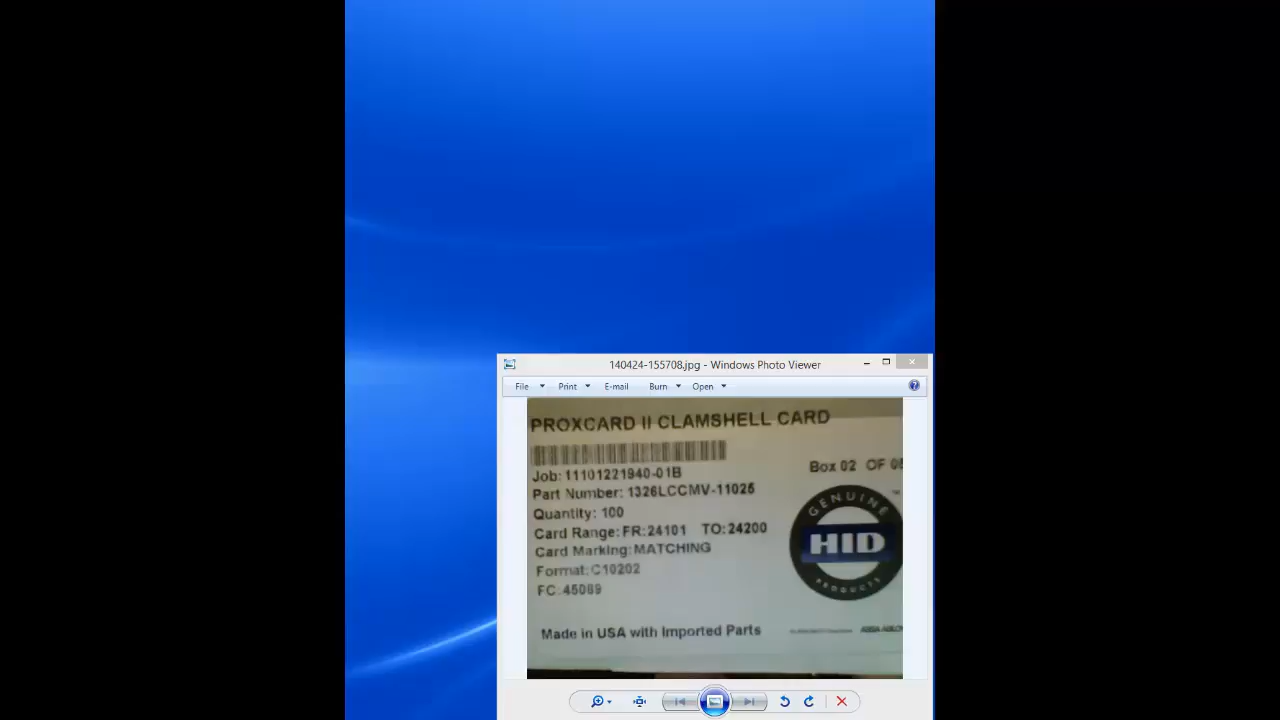 140424-155708.jpg - Windows Photo Viewer
File Print E-mail Burn Open
PROXCARD II CLAMSHELL CARD
Job: 11101221940-01B
Box 02 OF 05
Part Number: 1326LCCMV-11025
Quantity: 100
Card Range: FR:24101 TO:24200
Card Marking: MATCHING
Format: C10202
FC: 45089
GENUINE
HID
PRODUCTS
Made in USA with Imported Parts